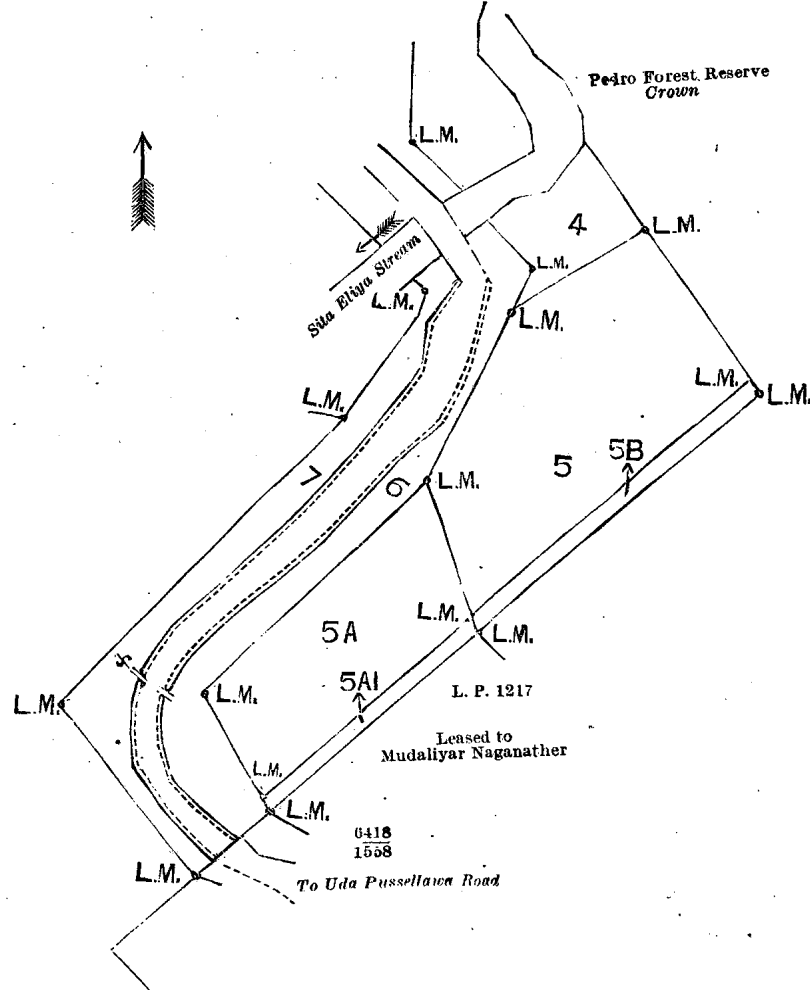 Pedro Forest Reserve
Crown
L.M.
4
L.M.
Sita Eliya Stream
L.M.
L.M.
L.M.
L.M.
L.M.
L.M.
5B
5
7
6
L.M.
L.M.
L.M.
5A
5A1
L. P. 1217
L.M.
L.M.
Leased to
Mudaliyar Naganather
L.M.
L.M.
6418
1558
L.M.
To Uda Pussellawa Road